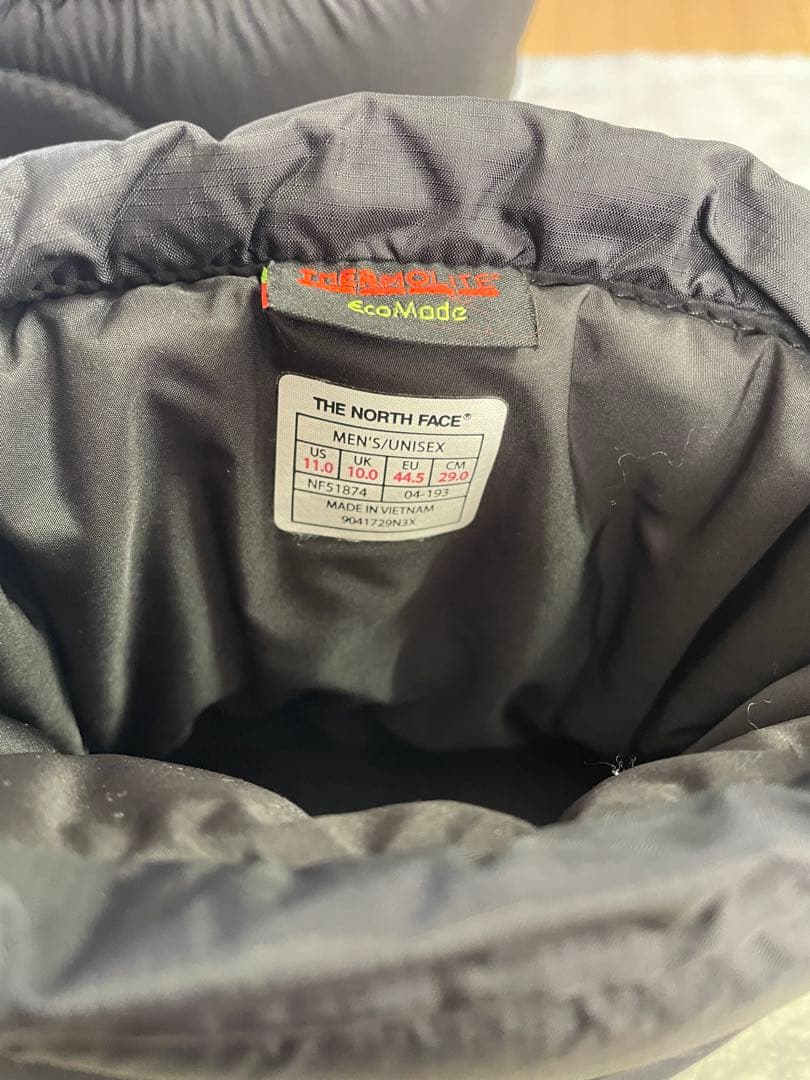 THERMOLITE®
EcoMade
THE NORTH FACE®
MEN'S/UNISEX
US UK EU CM
11.0 10.0 44.5 29.0
NF51874 04-193
MADE IN VIETNAM
9041729N3X